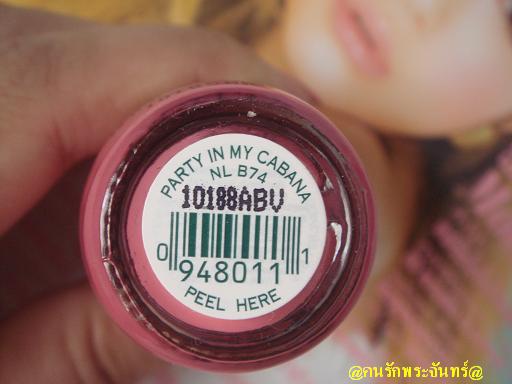 PARTY IN MY CABANA
NL B74
10188ABV
0 948011 1
PEEL HERE
@คนรักพระจันทร์@